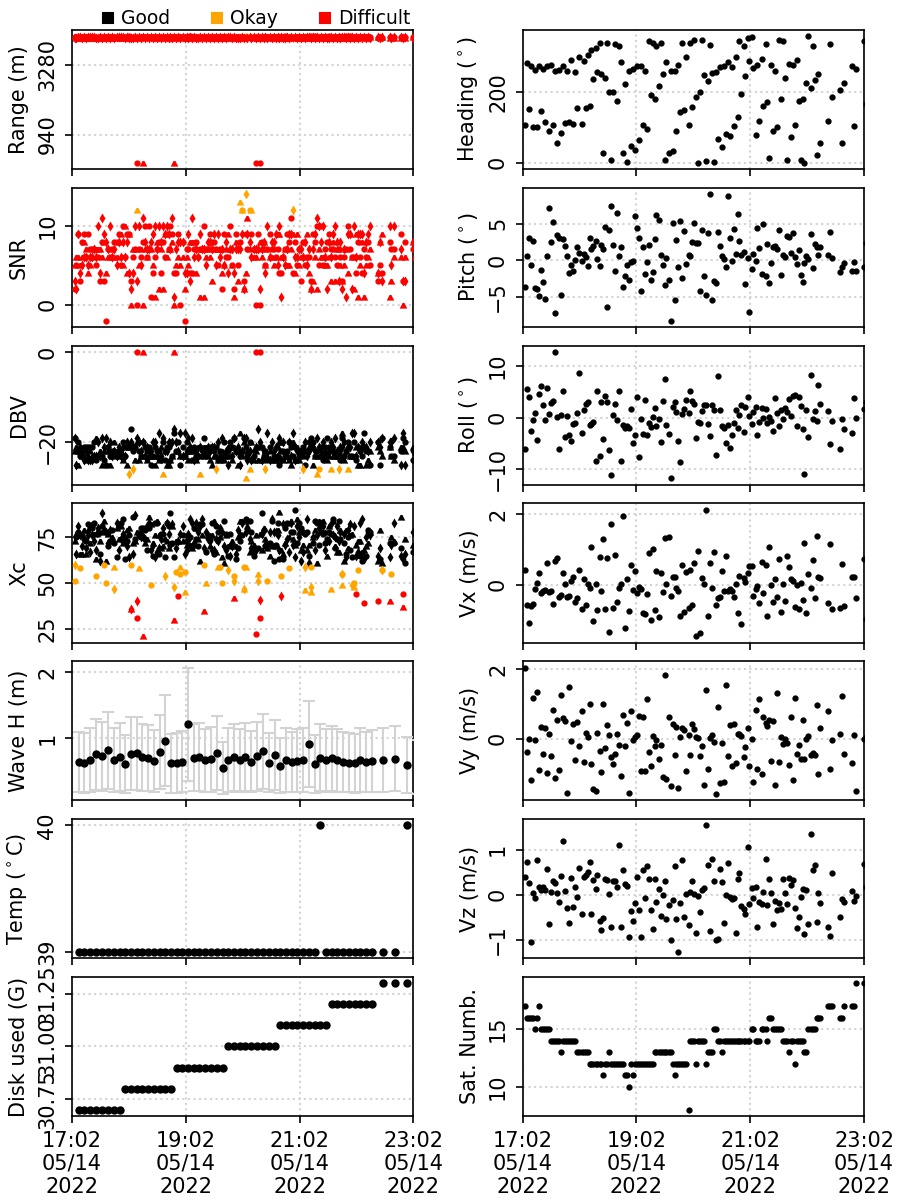 Good Okay Difficult
Range (m)
3280
940
Heading (°)
200
0
SNR
10
0
Pitch (°)
5
0
−5
DBV
0
−20
Roll (°)
10
0
−10
Xc
75
50
25
Vx (m/s)
2
0
Wave H (m)
2
1
Vy (m/s)
2
0
Temp (°C)
40
39
Vz (m/s)
1
0
−1
Disk used (G)
31.25
31.00
30.75
Sat. Numb.
15
10
17:02 19:02 21:02 23:02 17:02 19:02 21:02 23:02
05/14 05/14 05/14 05/14 05/14 05/14 05/14 05/14
2022 2022 2022 2022 2022 2022 2022 2022